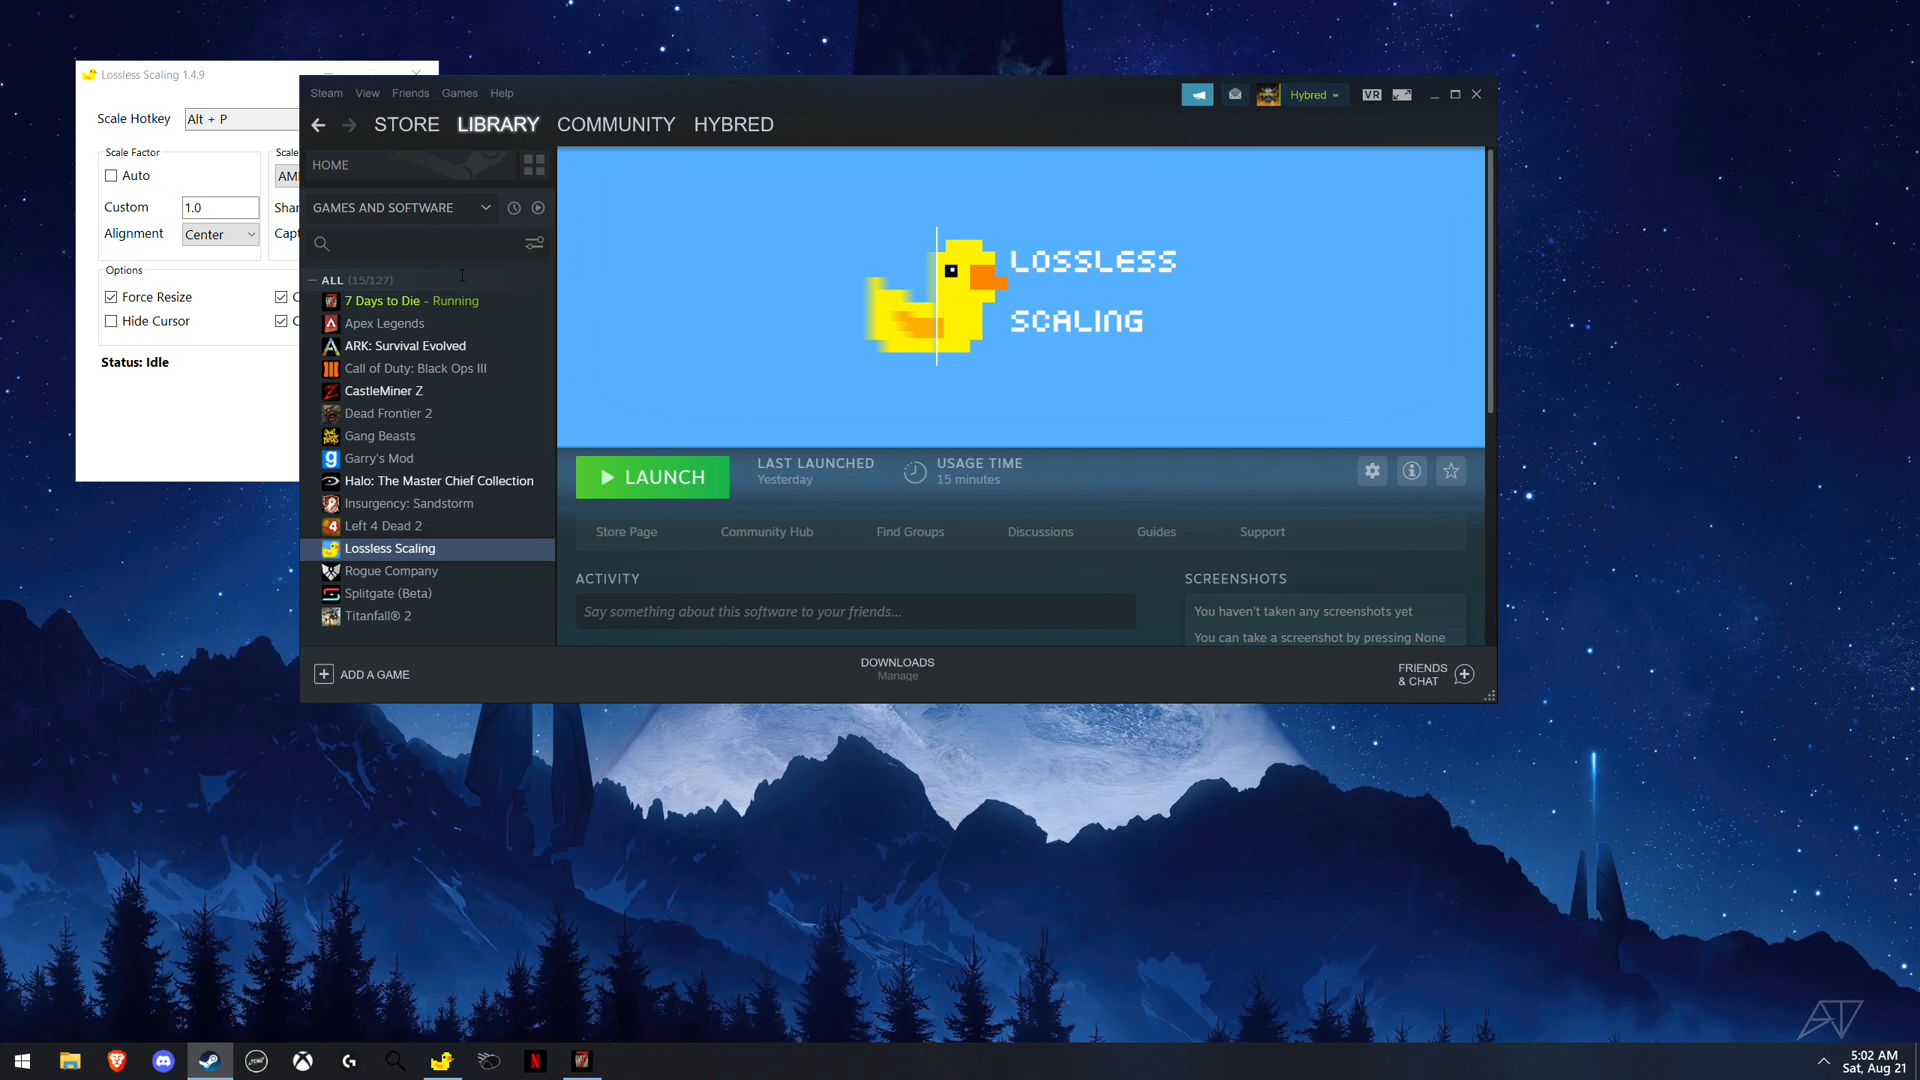 Lossless Scaling 1.4.9
Scale Hotkey
Alt + P
Scale Factor
Scale
Auto
AM
Custom
1.0
Shar
Alignment
Center
Capt
Options
Force Resize
C
Hide Cursor
C
Status: Idle
Steam View Friends Games Help
Hybred
VR
STORE LIBRARY COMMUNITY HYBRED
HOME
GAMES AND SOFTWARE
ALL (15/127)
7 Days to Die - Running
Apex Legends
ARK: Survival Evolved
Call of Duty: Black Ops III
CastleMiner Z
Dead Frontier 2
Gang Beasts
Garry's Mod
Halo: The Master Chief Collection
Insurgency: Sandstorm
Left 4 Dead 2
Lossless Scaling
Rogue Company
Splitgate (Beta)
Titanfall® 2
LOSSLESS
SCALING
LAUNCH
LAST LAUNCHED
Yesterday
USAGE TIME
15 minutes
Store Page Community Hub Find Groups Discussions Guides Support
ACTIVITY
Say something about this software to your friends...
SCREENSHOTS
You haven't taken any screenshots yet
You can take a screenshot by pressing None
ADD A GAME
DOWNLOADS
Manage
FRIENDS
& CHAT
5:02 AM
Sat, Aug 21